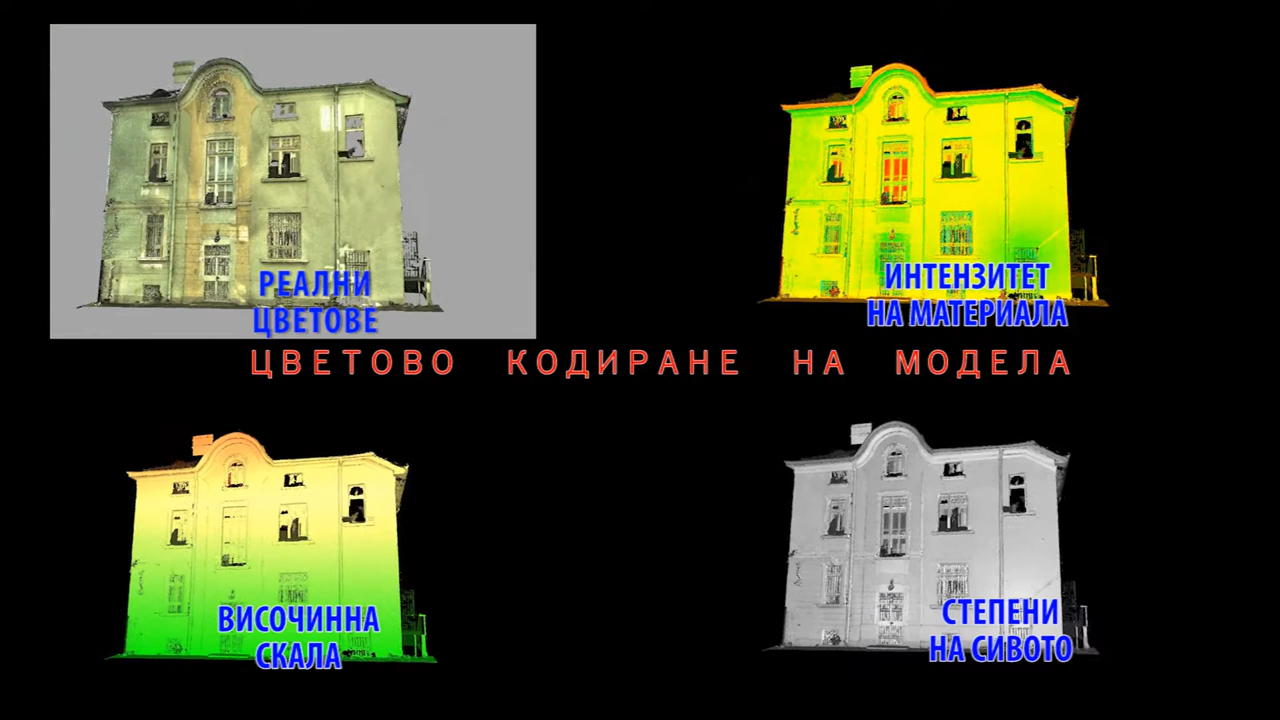 РЕАЛНИ
ЦВЕТОВЕ
ИНТЕНЗИТЕТ
НА МАТЕРИАЛА
ЦВЕТОВО КОДИРАНЕ НА МОДЕЛА
ВИСОЧИННА
СКАЛА
СТЕПЕНИ
НА СИВОТО